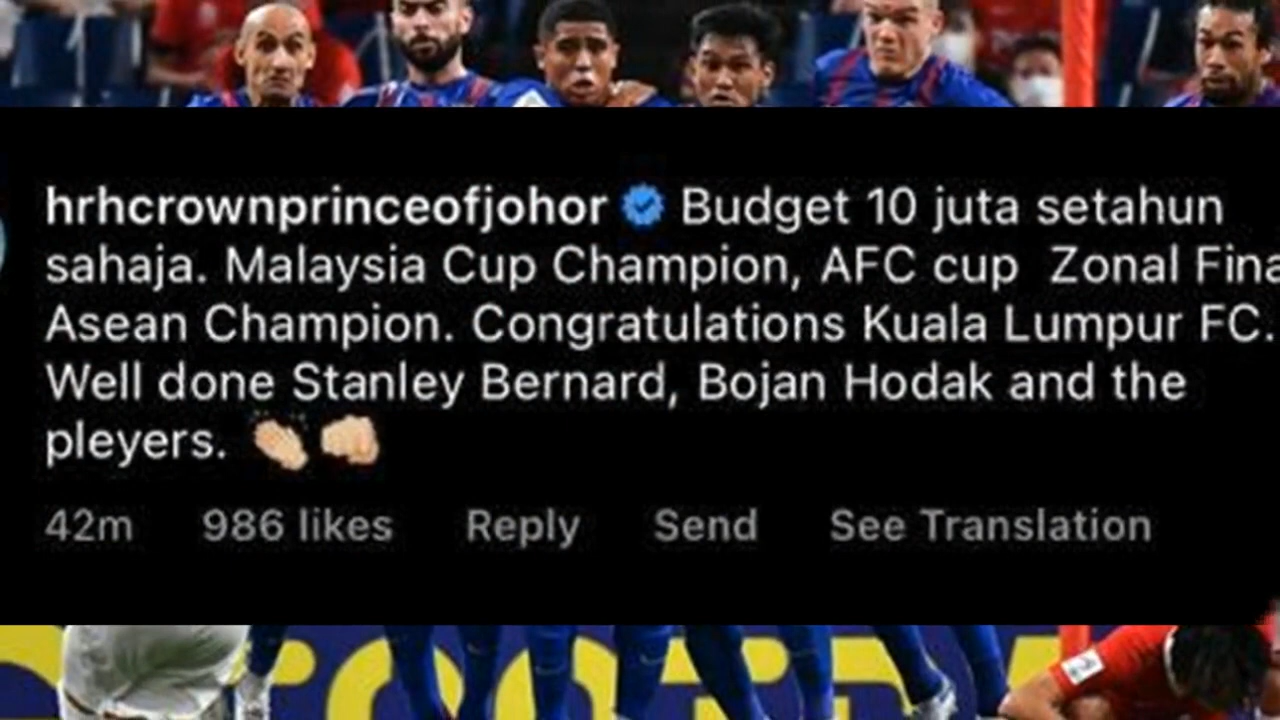 hrhcrownprinceofjohor Budget 10 juta setahun
sahaja. Malaysia Cup Champion, AFC cup Zonal Fina
Asean Champion. Congratulations Kuala Lumpur FC.
Well done Stanley Bernard, Bojan Hodak and the
pleyers. 👏🏻👊🏻
42m 986 likes Reply Send See Translation